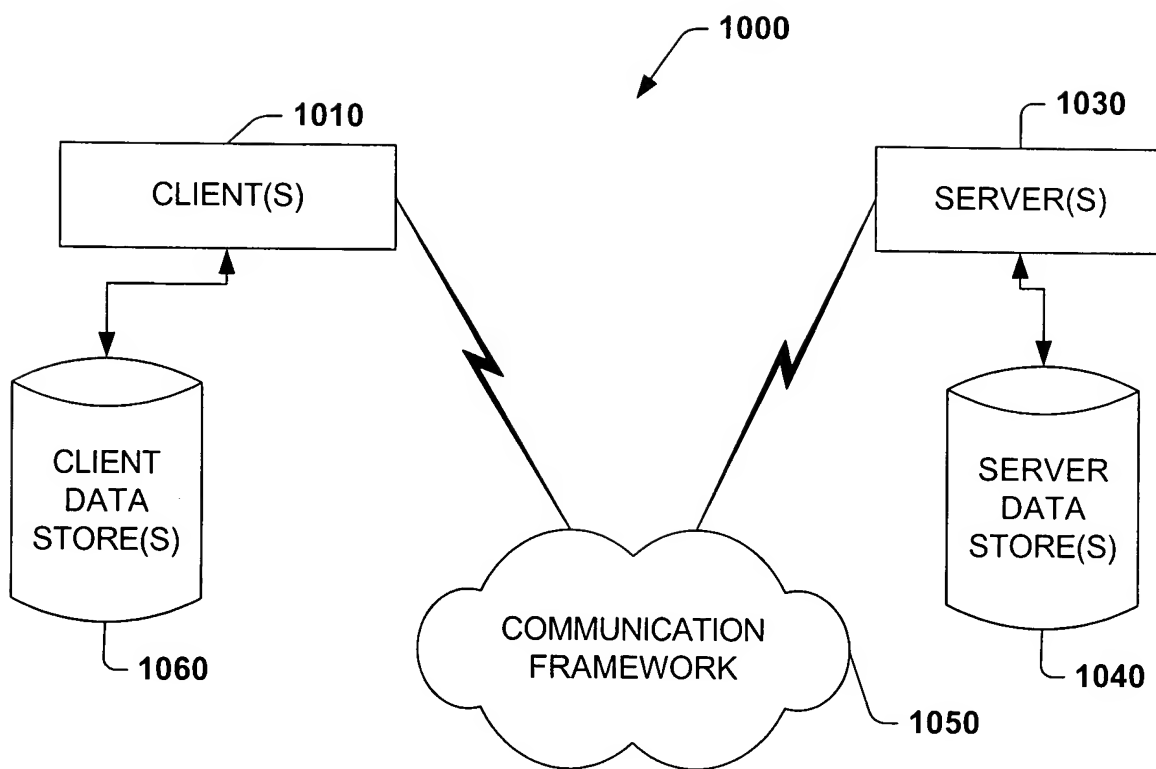 1000
1010
1030
CLIENT(S)
SERVER(S)
CLIENT
DATA
STORE(S)
SERVER
DATA
STORE(S)
COMMUNICATION
FRAMEWORK
1060
1040
1050